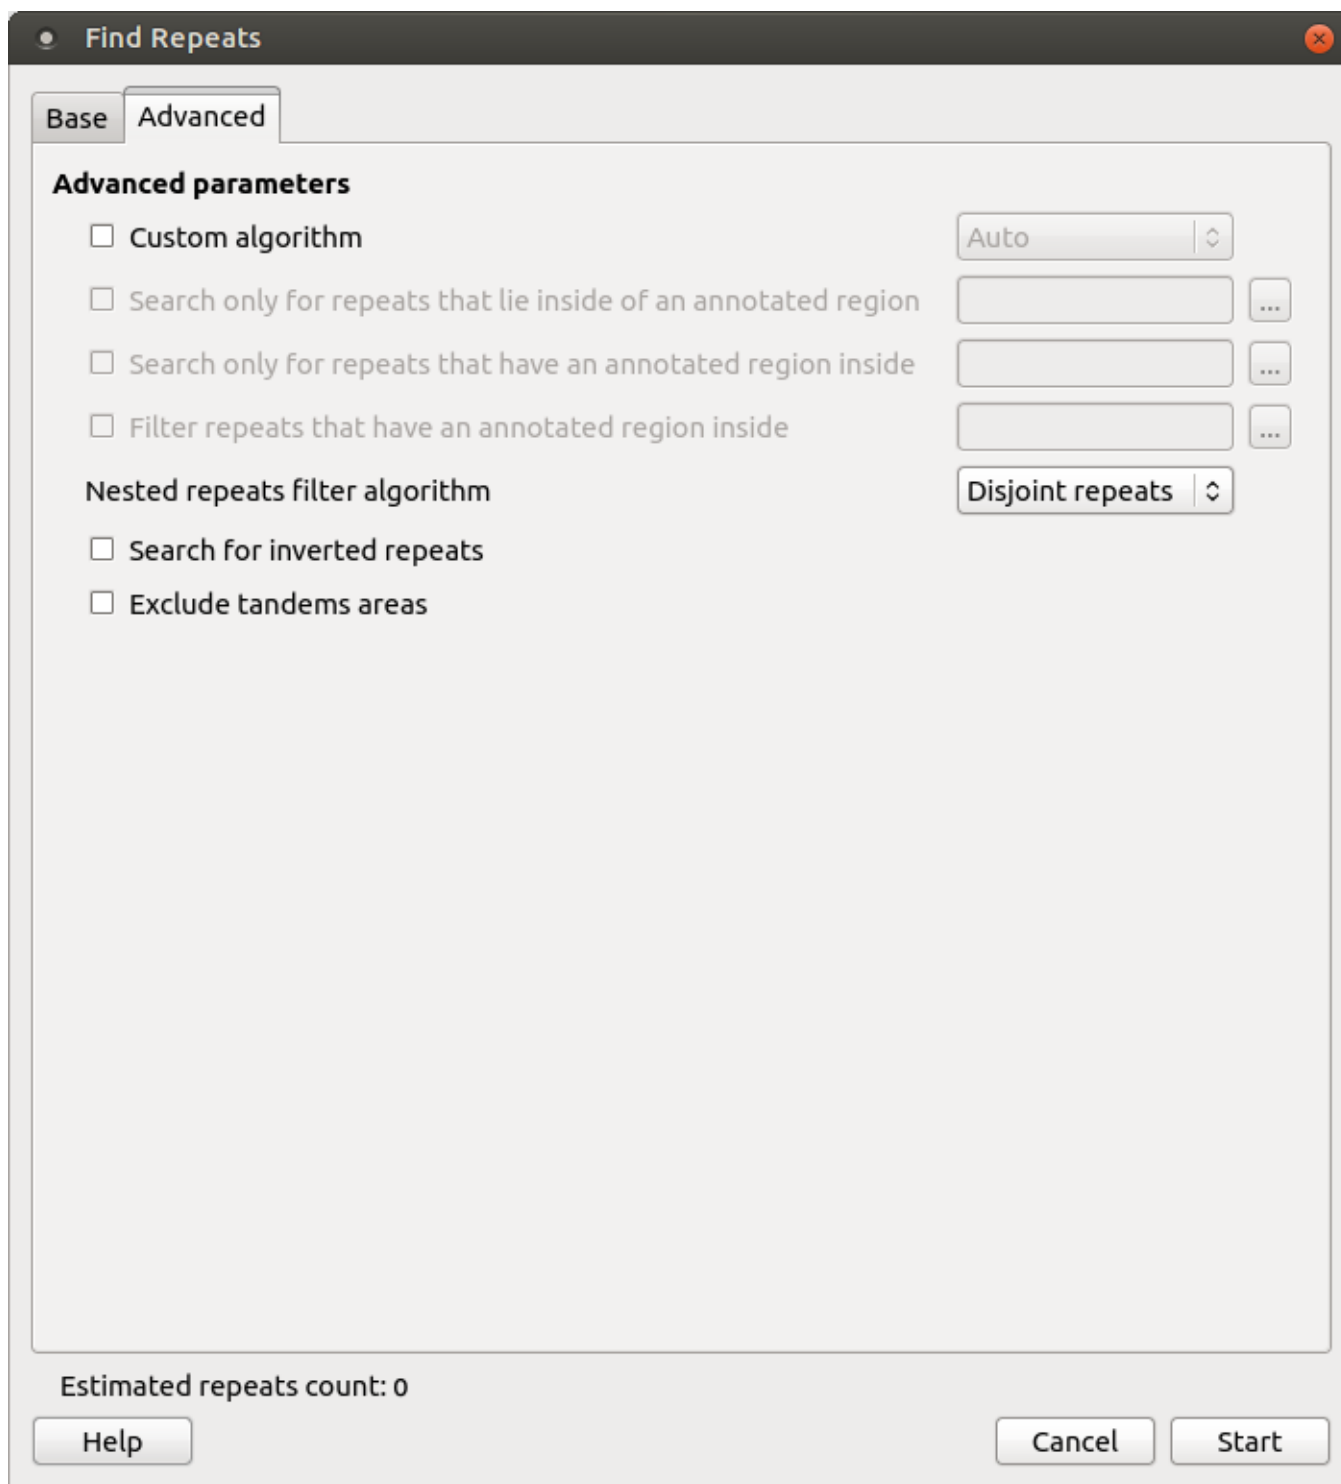 Find Repeats
Base Advanced
Advanced parameters
Custom algorithm Auto
Search only for repeats that lie inside of an annotated region ...
Search only for repeats that have an annotated region inside ...
Filter repeats that have an annotated region inside ...
Nested repeats filter algorithm Disjoint repeats
Search for inverted repeats
Exclude tandems areas
Estimated repeats count: 0
Help Cancel Start